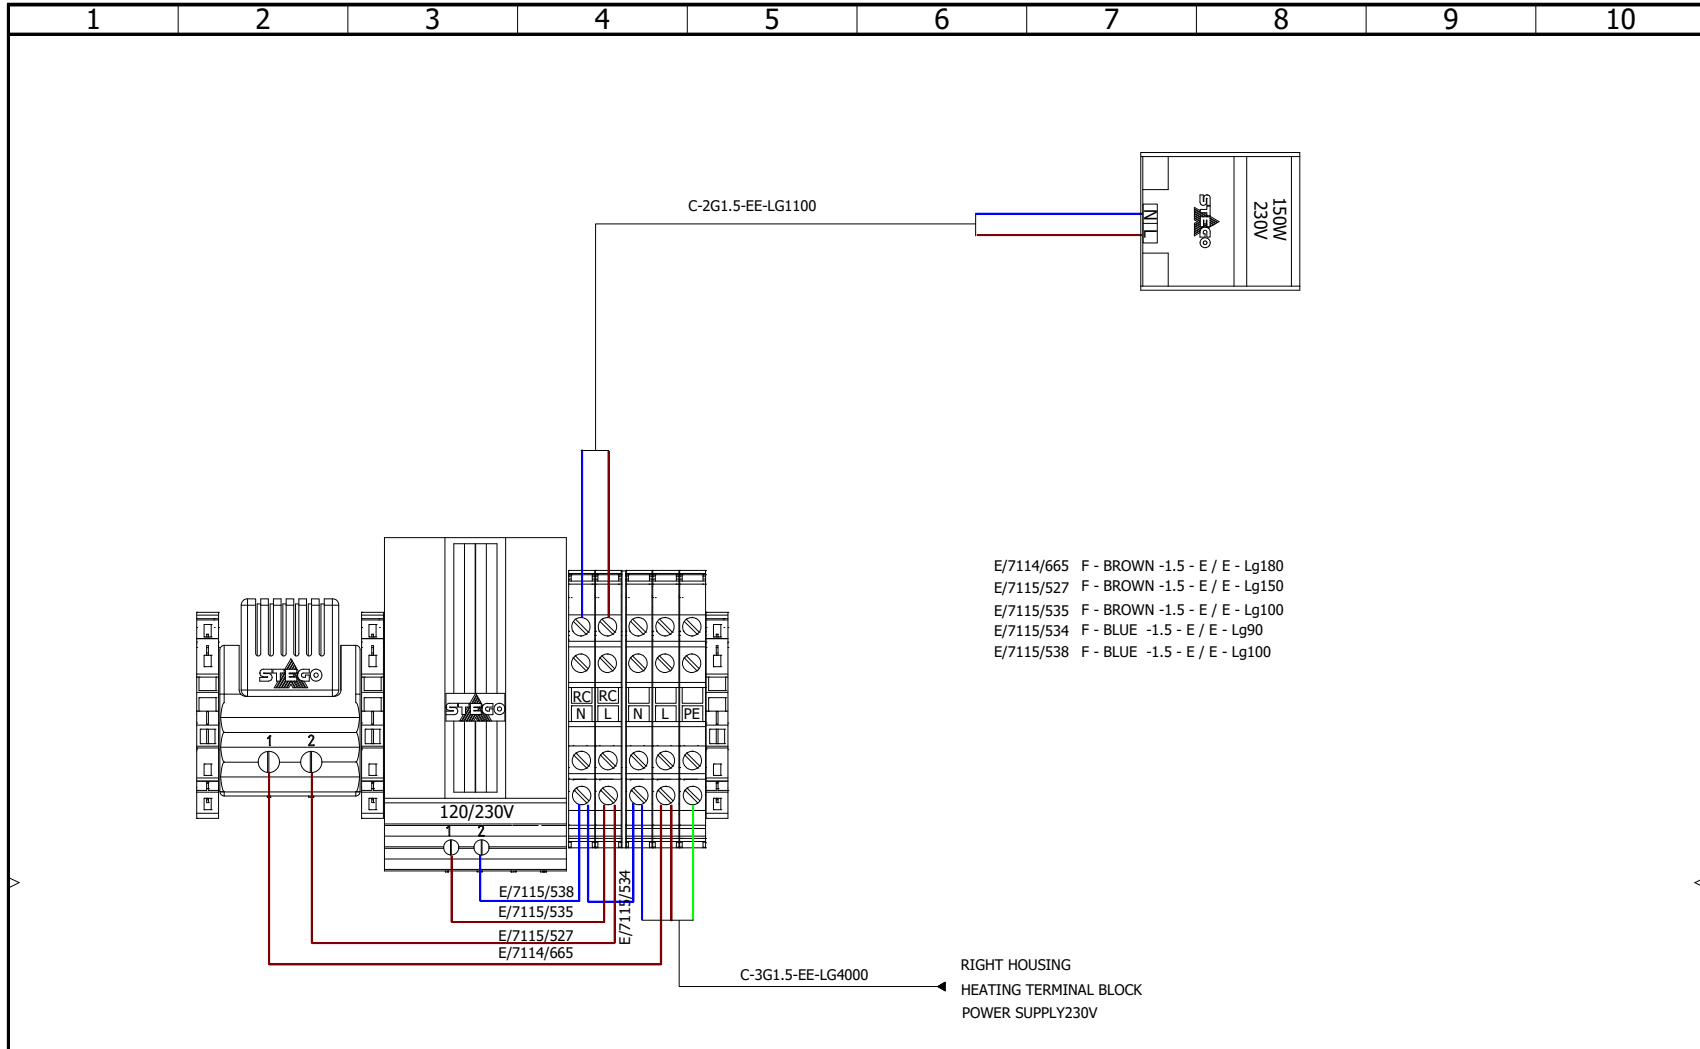 1 2 3 4 5 6 7 8 9 10
C-2G1.5-EE-LG1100
N L
STEGO
150W
230V
E/7114/665 F - BROWN -1.5 - E / E - Lg180
E/7115/527 F - BROWN -1.5 - E / E - Lg150
E/7115/535 F - BROWN -1.5 - E / E - Lg100
E/7115/534 F - BLUE -1.5 - E / E - Lg90
E/7115/538 F - BLUE -1.5 - E / E - Lg100
STEGO
STEGO
RC RC
N L N L PE
1 2
120/230V
1 2
E/7115/538
E/7115/534
E/7115/535
E/7115/527
E/7114/665
C-3G1.5-EE-LG4000
RIGHT HOUSING
HEATING TERMINAL BLOCK
POWER SUPPLY230V